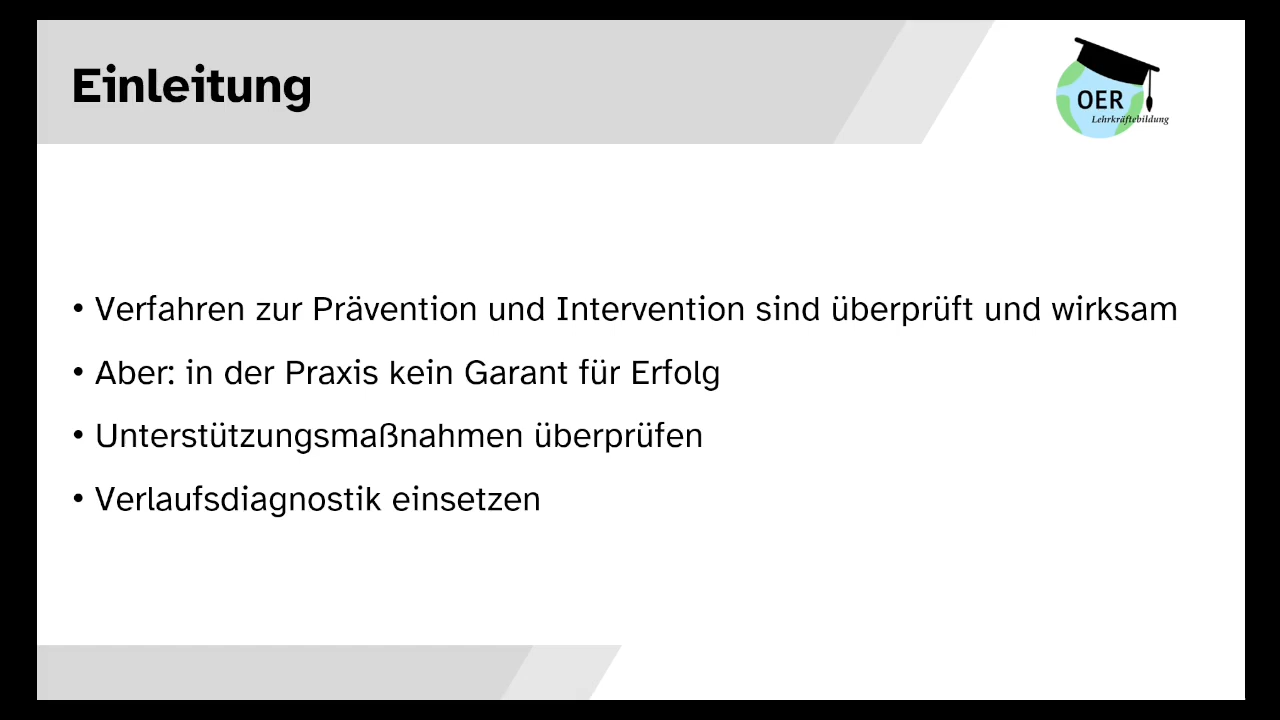 Einleitung
OER
Lehrkräftebildung
• Verfahren zur Prävention und Intervention sind überprüft und wirksam
• Aber: in der Praxis kein Garant für Erfolg
• Unterstützungsmaßnahmen überprüfen
• Verlaufsdiagnostik einsetzen